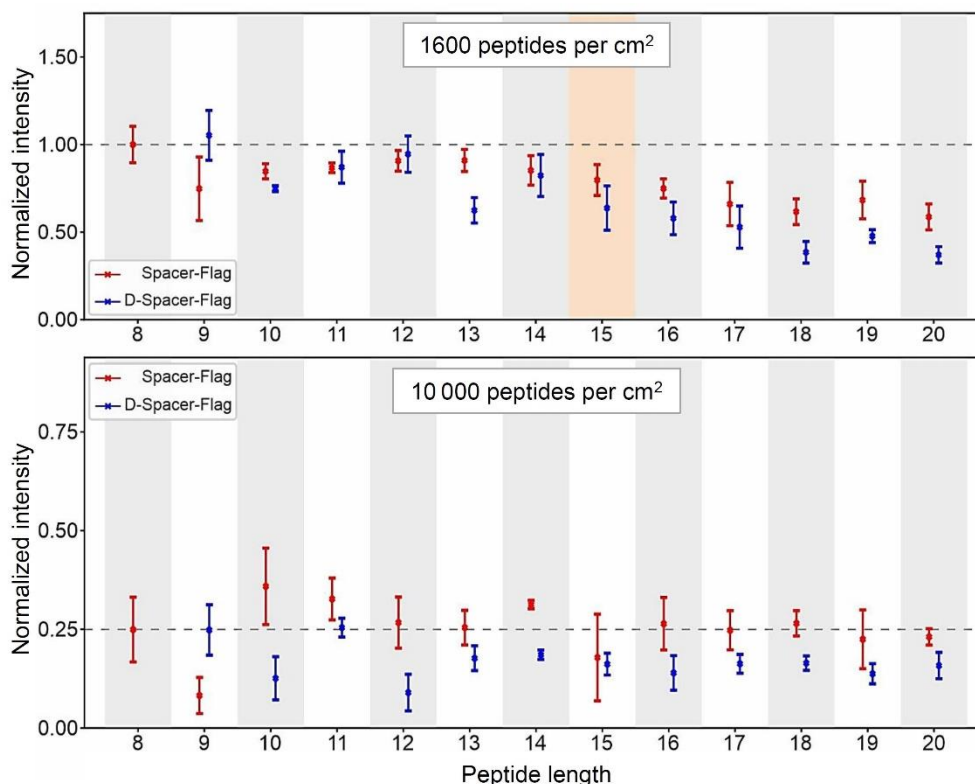 1600 peptides per cm²
Normalized intensity
1.50
1.00
0.50
0.00
Spacer-Flag
D-Spacer-Flag
8 9 10 11 12 13 14 15 16 17 18 19 20
10 000 peptides per cm²
Normalized intensity
0.75
0.50
0.25
0.00
Spacer-Flag
D-Spacer-Flag
8 9 10 11 12 13 14 15 16 17 18 19 20
Peptide length